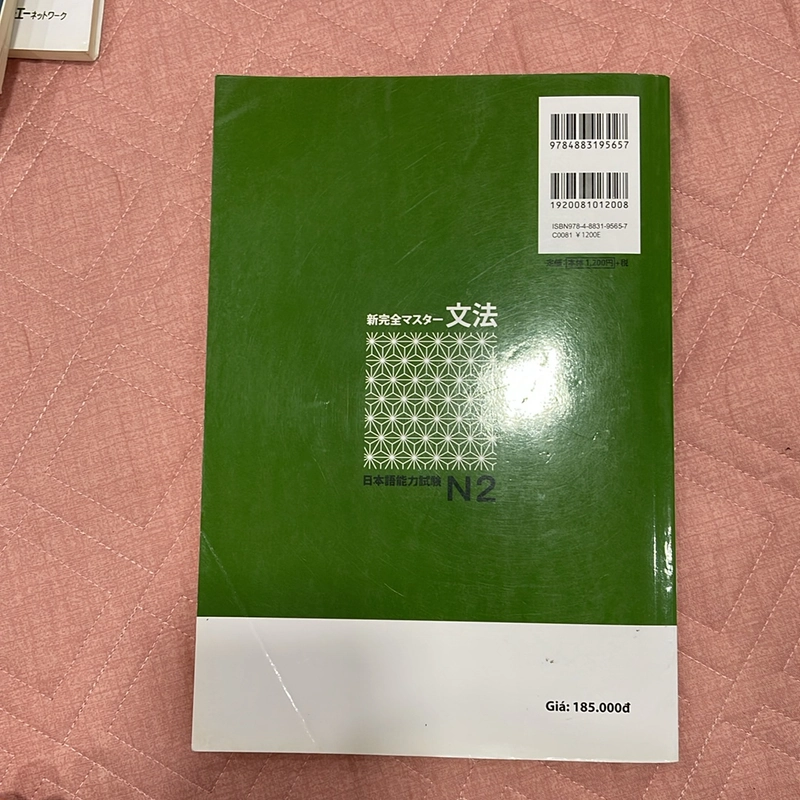 エーネットワーク
9784883195657
1920081012008
ISBN978-4-8831-9565-7
C0081 ¥1200E
定価:本体1,200円+税
新完全マスター 文法
日本語能力試験 N2
Giá: 185.000đ